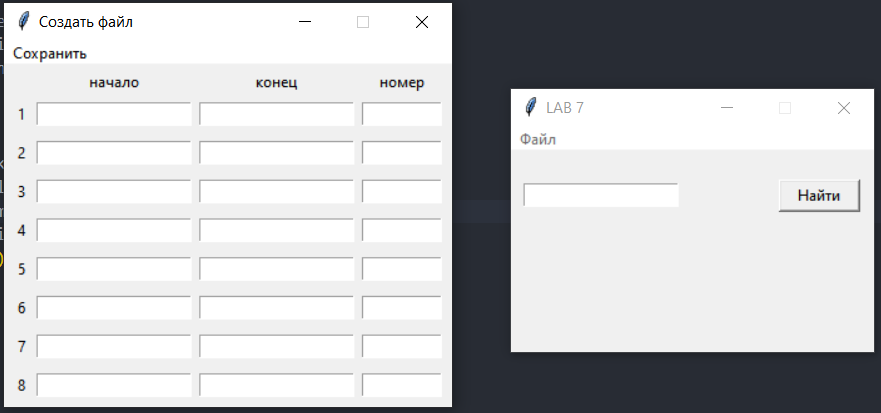 Создать файл
Сохранить
начало конец номер
1
2
3
4
5
6
7
8
LAB 7
Файл
Найти